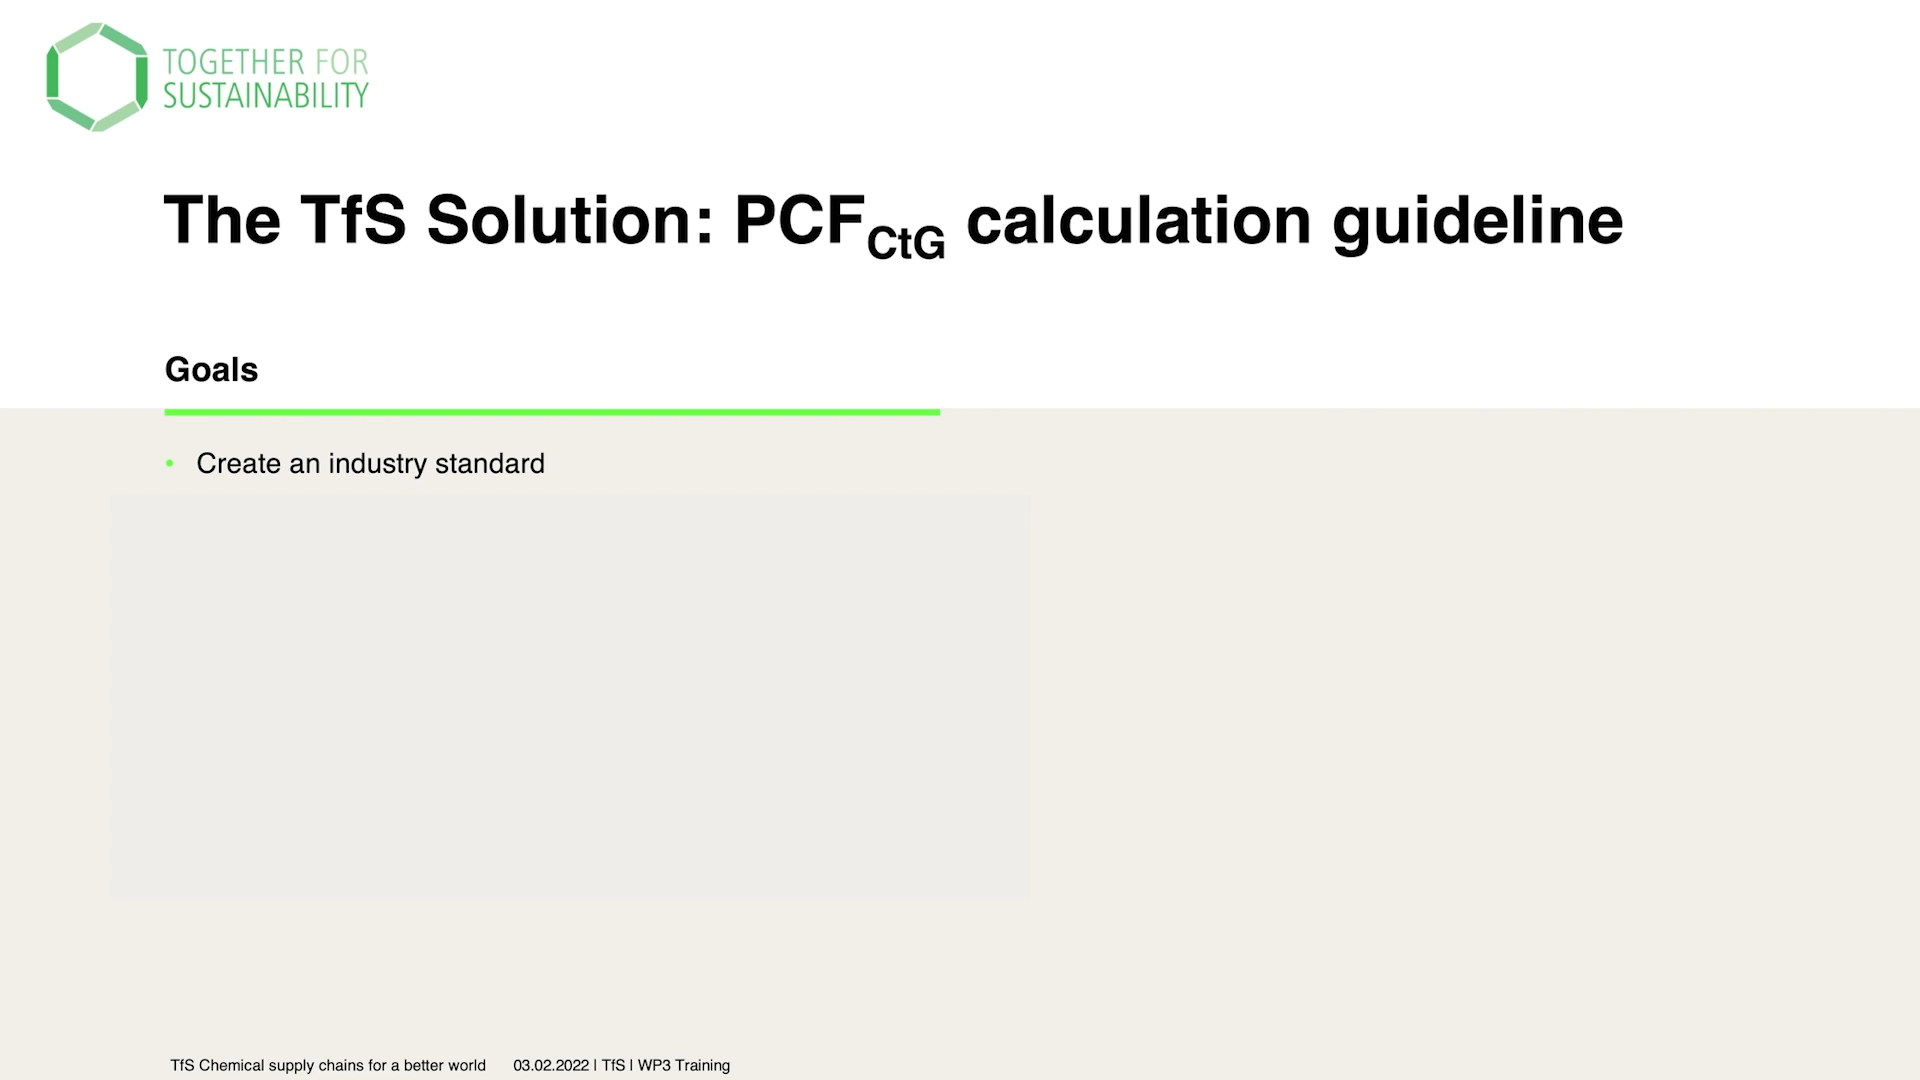 TOGETHER FOR
SUSTAINABILITY
The TfS Solution: PCFCtG calculation guideline
Goals
• Create an industry standard
TfS Chemical supply chains for a better world 03.02.2022 | TfS | WP3 Training